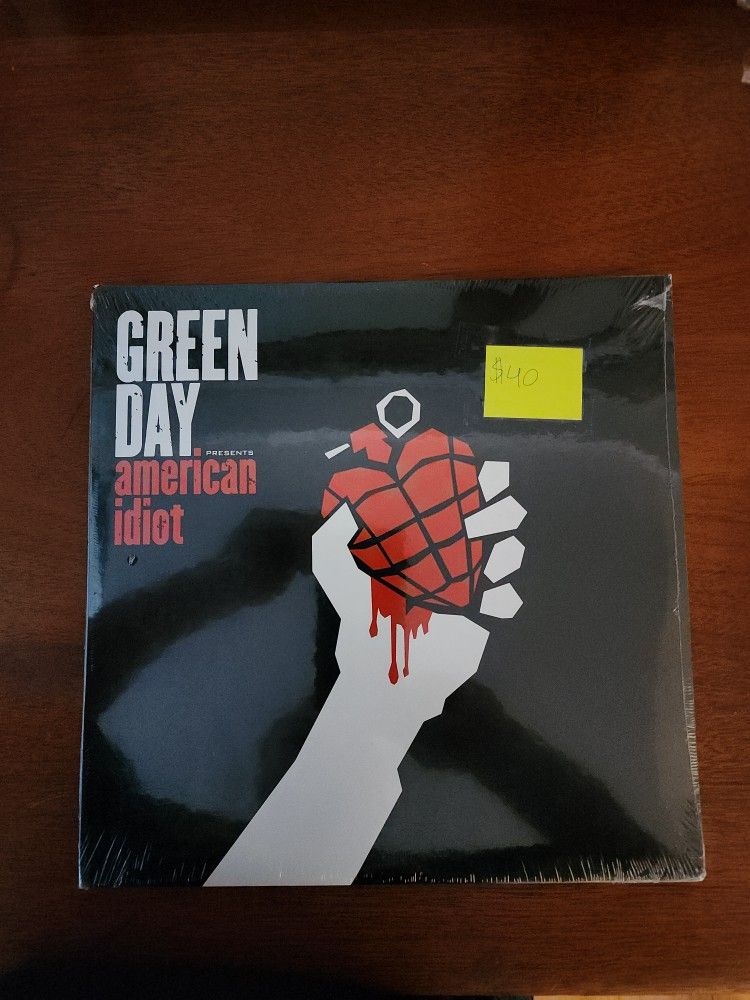 GREEN
DAY
PRESENTS
american
idiot
$40